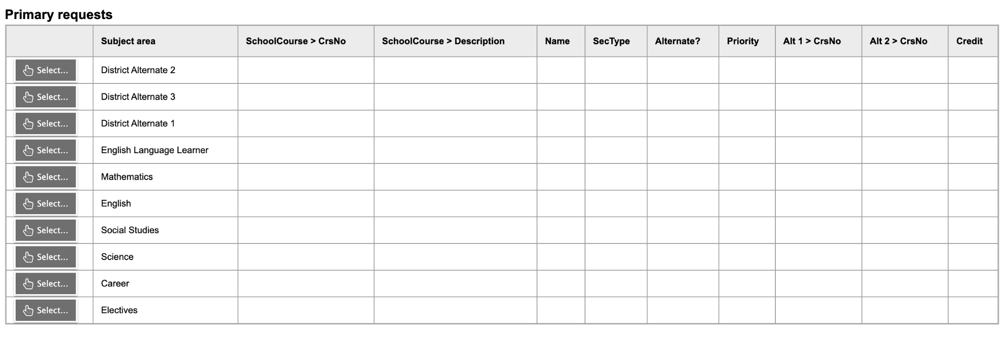 Primary requests
Subject area SchoolCourse > CrsNo SchoolCourse > Description Name SecType Alternate? Priority Alt 1 > CrsNo Alt 2 > CrsNo Credit
Select... District Alternate 2
Select... District Alternate 3
Select... District Alternate 1
Select... English Language Learner
Select... Mathematics
Select... English
Select... Social Studies
Select... Science
Select... Career
Select... Electives